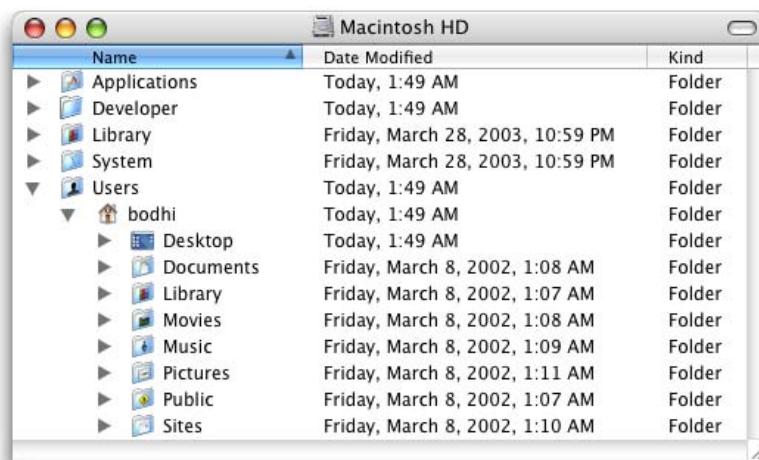 Macintosh HD
Name Date Modified Kind
Applications Today, 1:49 AM Folder
Developer Today, 1:49 AM Folder
Library Friday, March 28, 2003, 10:59 PM Folder
System Friday, March 28, 2003, 10:59 PM Folder
Users Today, 1:49 AM Folder
bodhi Today, 1:49 AM Folder
Desktop Today, 1:49 AM Folder
Documents Friday, March 8, 2002, 1:08 AM Folder
Library Friday, March 8, 2002, 1:07 AM Folder
Movies Friday, March 8, 2002, 1:08 AM Folder
Music Friday, March 8, 2002, 1:09 AM Folder
Pictures Friday, March 8, 2002, 1:11 AM Folder
Public Friday, March 8, 2002, 1:07 AM Folder
Sites Friday, March 8, 2002, 1:10 AM Folder